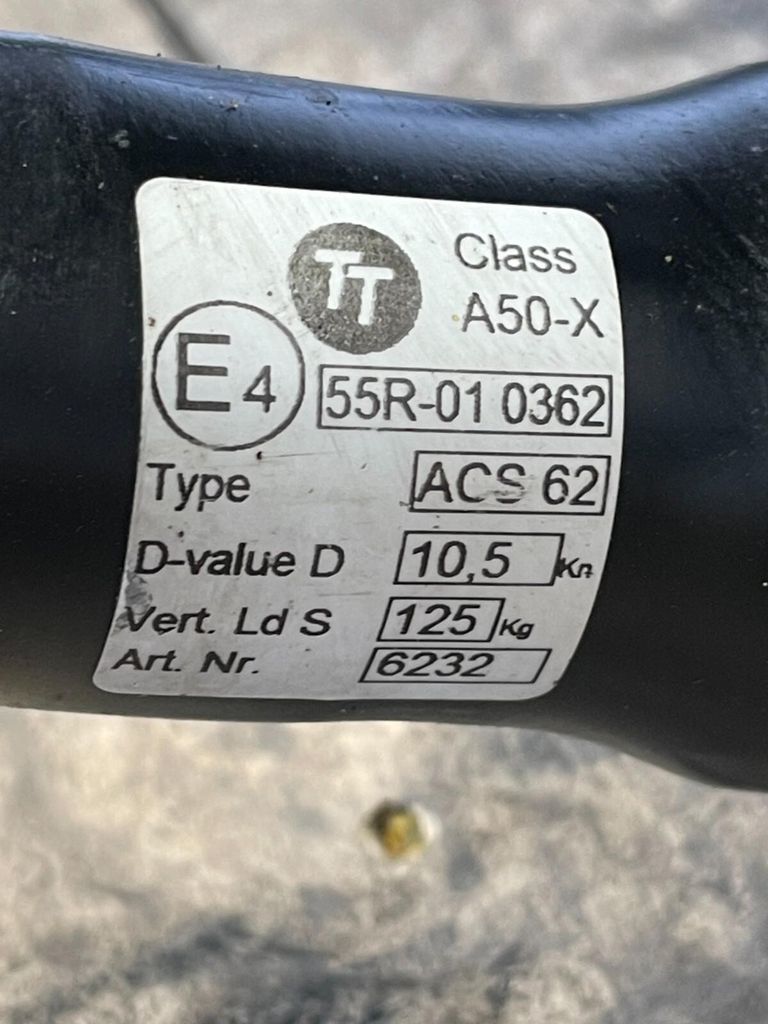 TT
Class
A50-X
E4
55R-01 0362
Type ACS 62
D-value D 10,5 Kn
Vert. Ld S 125 Kg
Art. Nr. 6232